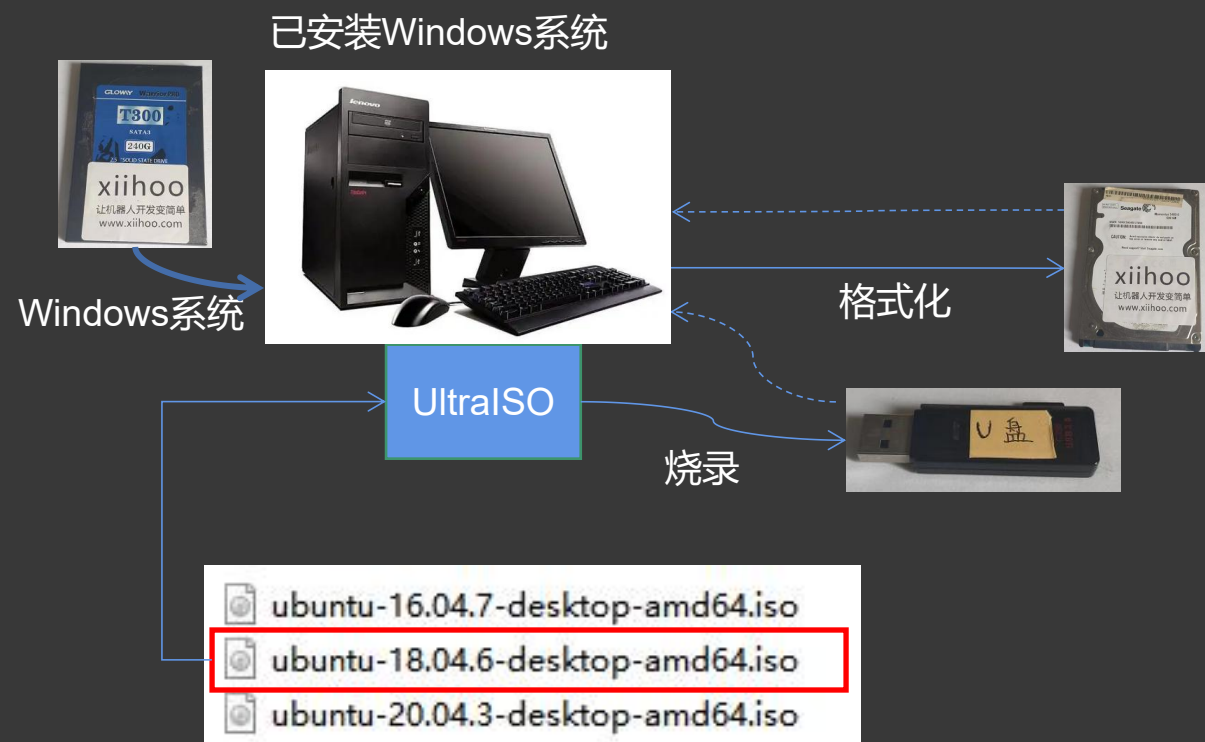 已安装Windows系统
GLOWAY
T300
SATA3
240G
xiihoo
让机器人开发变简单
www.xiihoo.com
lenovo
Seagate
xiihoo
让机器人开发变简单
www.xiihoo.com
Windows系统
格式化
UltraISO
U盘
烧录
ubuntu-16.04.7-desktop-amd64.iso
ubuntu-18.04.6-desktop-amd64.iso
ubuntu-20.04.3-desktop-amd64.iso